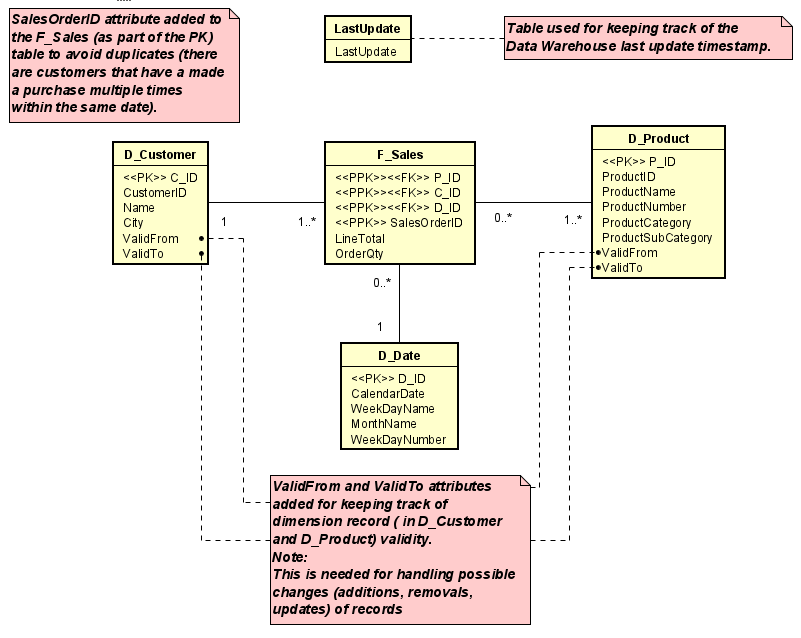 SalesOrderID attribute added to
the F_Sales (as part of the PK)
table to avoid duplicates (there
are customers that have a made
a purchase multiple times
within the same date).
LastUpdate
LastUpdate
Table used for keeping track of the
Data Warehouse last update timestamp.
D_Customer
<<PK>> C_ID
CustomerID
Name
City
ValidFrom
ValidTo
1
1..*
F_Sales
<<PPK>><<FK>> P_ID
<<PPK>><<FK>> C_ID
<<PPK>><<FK>> D_ID
<<PPK>> SalesOrderID
LineTotal
OrderQty
0..*
1..*
D_Product
<<PK>> P_ID
ProductID
ProductName
ProductNumber
ProductCategory
ProductSubCategory
ValidFrom
ValidTo
0..*
1
D_Date
<<PK>> D_ID
CalendarDate
WeekDayName
MonthName
WeekDayNumber
ValidFrom and ValidTo attributes
added for keeping track of
dimension record ( in D_Customer
and D_Product) validity.
Note:
This is needed for handling possible
changes (additions, removals,
updates) of records